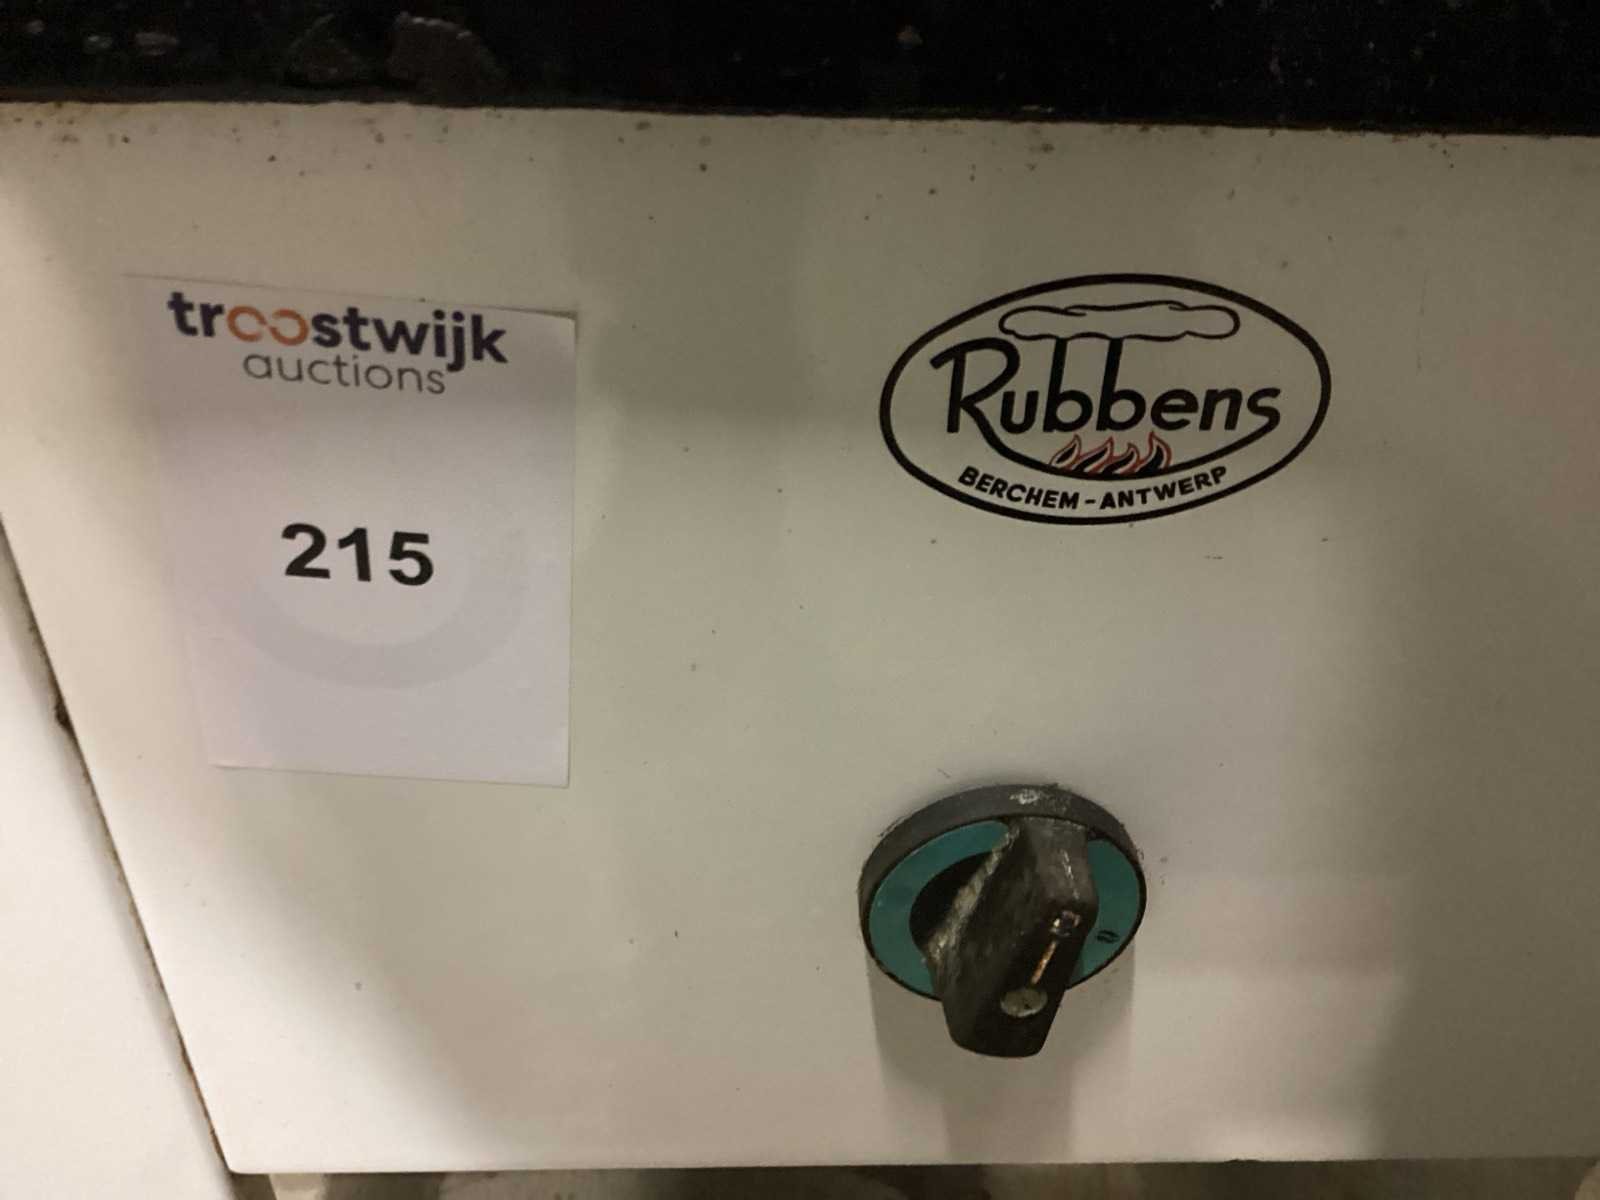 troostwijk
auctions
215
Rubbens
BERCHEM-ANTWERP